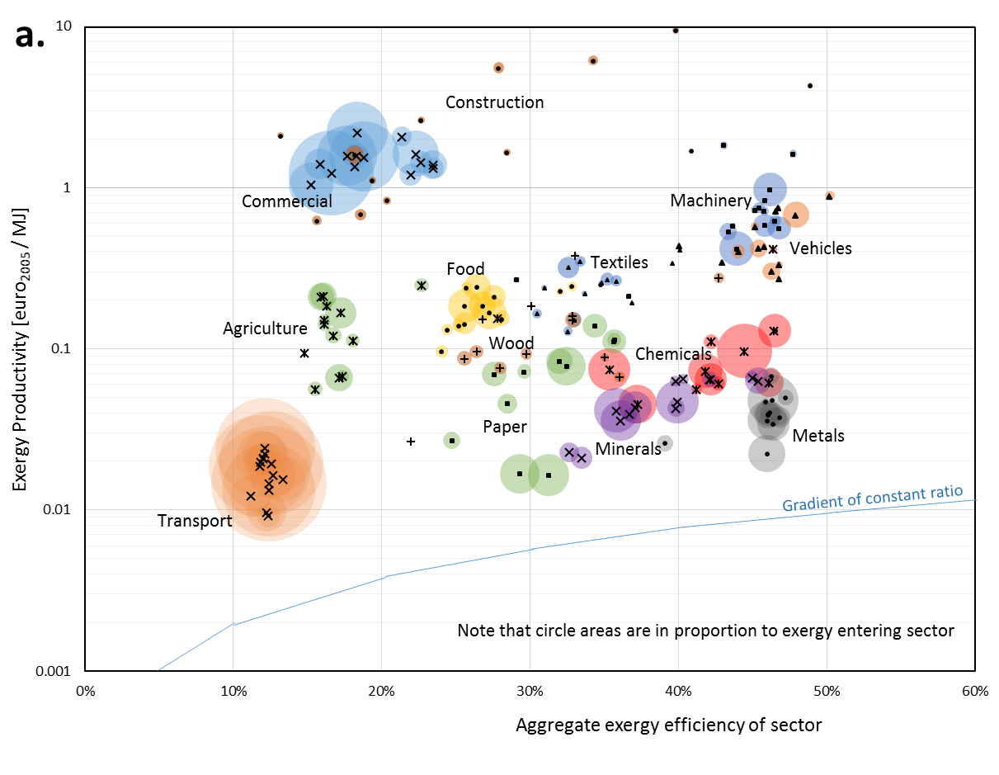 a.
10
Construction
1
Commercial
Machinery
Vehicles
Textiles
Food
Agriculture
Wood
0.1
Chemicals
Paper
Minerals
Metals
Gradient of constant ratio
0.01
Transport
Note that circle areas are in proportion to exergy entering sector
0.001
0%
10%
20%
30%
40%
50%
60%
Aggregate exergy efficiency of sector
Exergy Productivity [euro2005 / MJ]